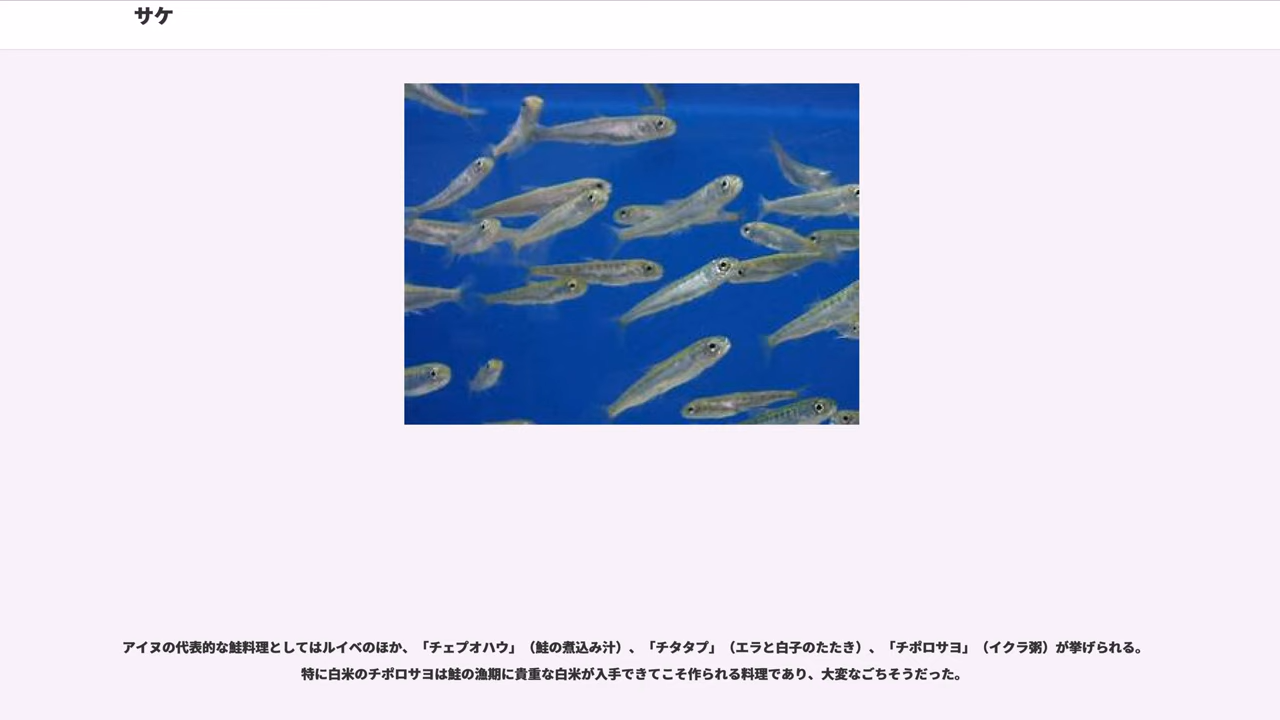 サケ
アイヌの代表的な鮭料理としてはルイベのほか、「チェプオハウ」（鮭の煮込み汁）、「チタタプ」（エラと白子のたたき）、「チポロサヨ」（イクラ粥）が挙げられる。
特に白米のチポロサヨは鮭の漁期に貴重な白米が入手できてこそ作られる料理であり、大変なごちそうだった。